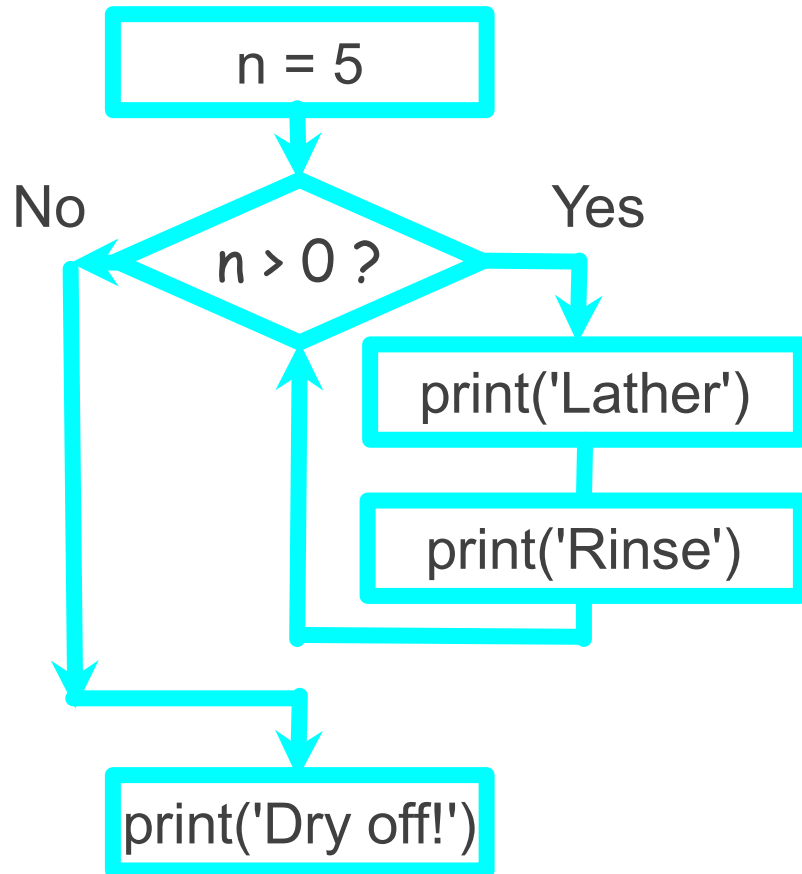 n = 5
No
Yes
n > 0 ?
print('Lather')
print('Rinse')
print('Dry off!')